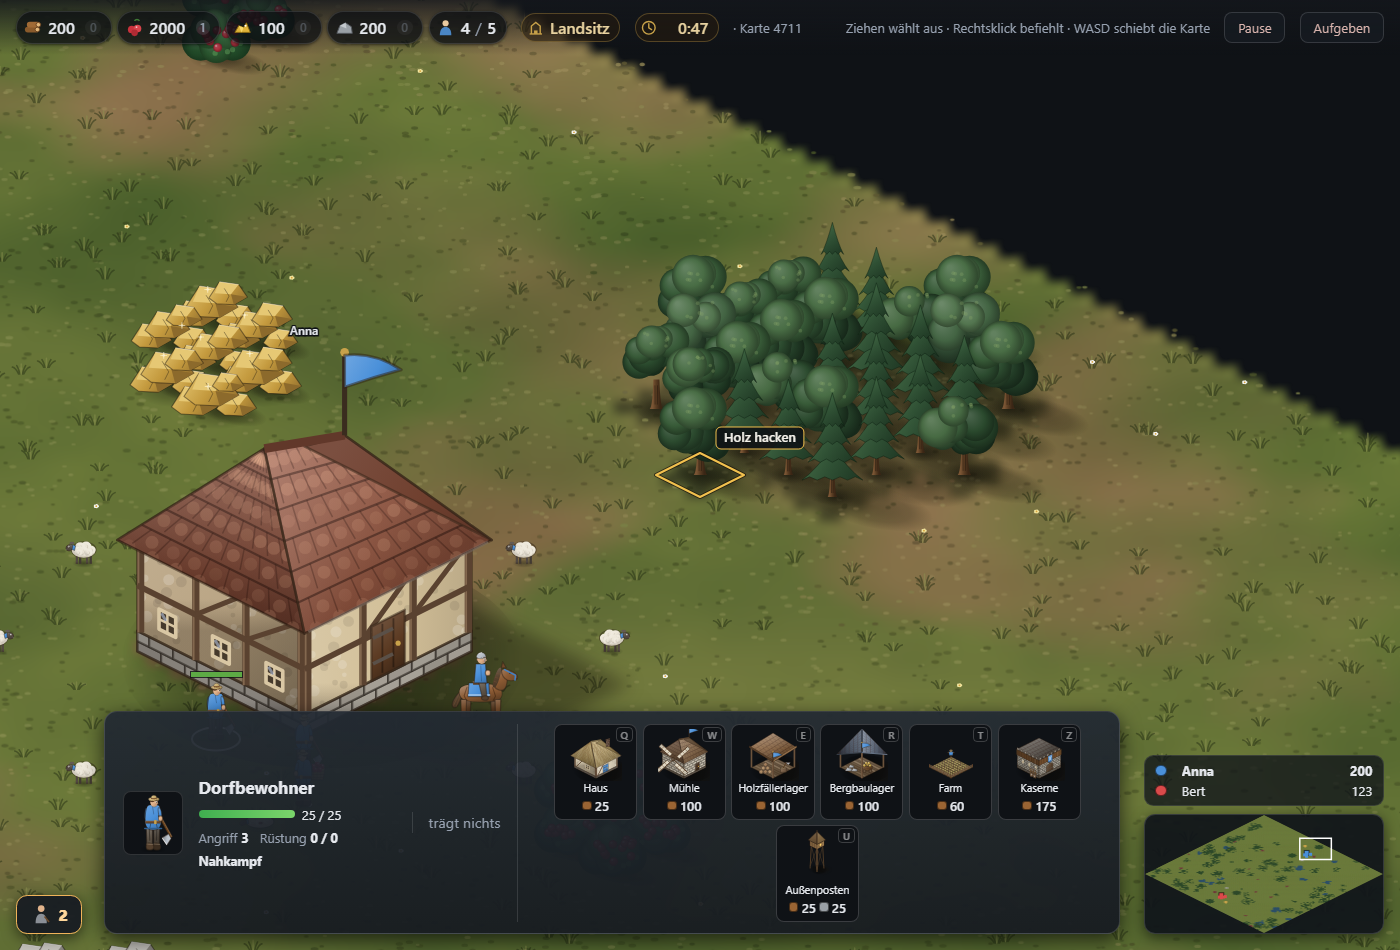 200 0 2000 1 100 0 200 0 4 / 5 Landsitz 0:47 · Karte 4711 Ziehen wählt aus · Rechtsklick befiehlt · WASD schiebt die Karte Pause Aufgeben
Anna
Holz hacken
Dorfbewohner
25 / 25
Angriff 3 Rüstung 0 / 0
Nahkampf
trägt nichts
Q W E R T Z
Haus Mühle Holzfällerlager Bergbaulager Farm Kaserne
25 100 100 100 60 175
U
Außenposten
25 25
Anna 200
Bert 123
2